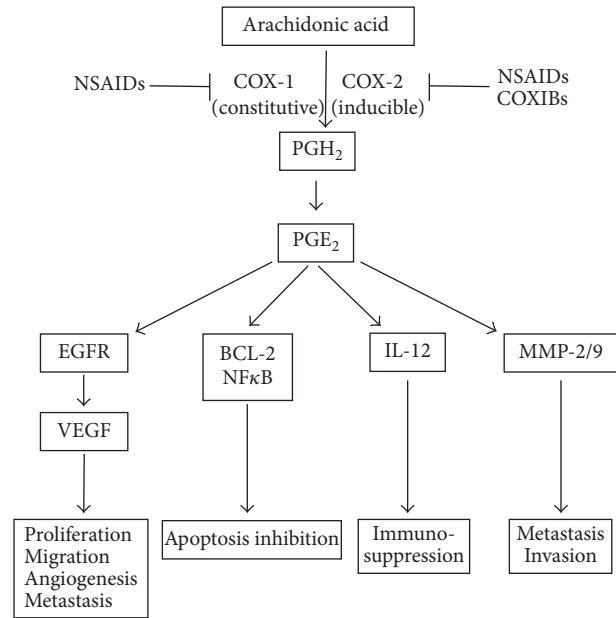 Arachidonic acid
NSAIDs
COX-1
(constitutive)
COX-2
(inducible)
NSAIDs
COXIBs
PGH₂
PGE₂
EGFR
BCL-2
NFκB
IL-12
MMP-2/9
VEGF
Proliferation
Migration
Angiogenesis
Metastasis
Apoptosis inhibition
Immuno-
suppression
Metastasis
Invasion